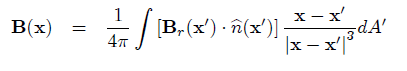 B(x) = 1/4π ∫ [B_r(x′) · n̂(x′)] (x − x′)/|x − x′|³ dA′